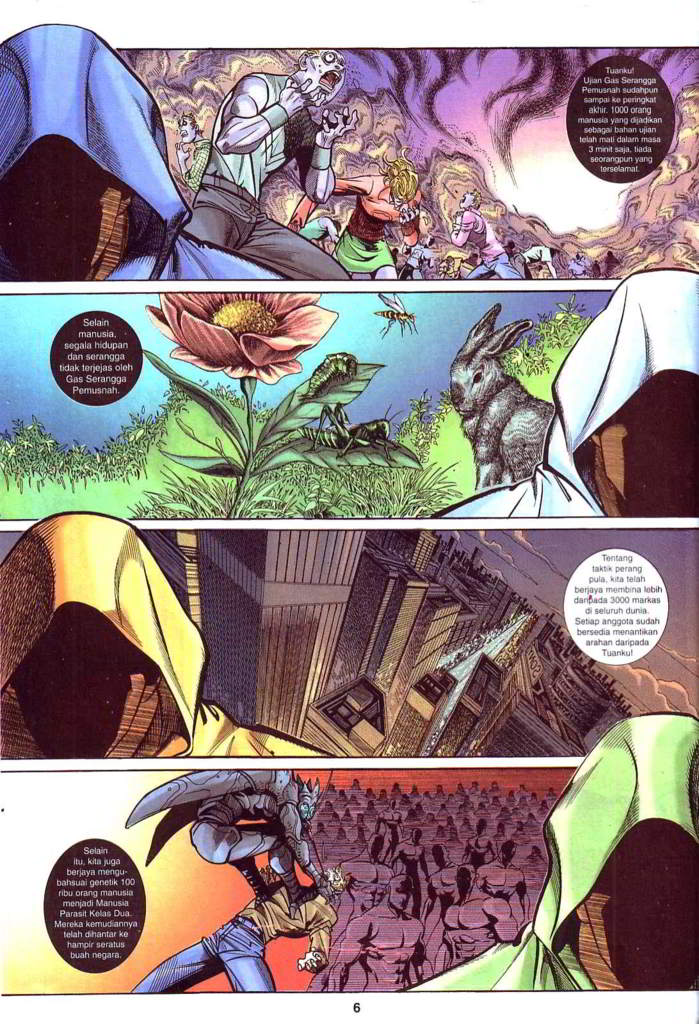 Tuanku!
Ujian Gas Serangga
Pemusnah sudahpun
sampai ke peringkat
akhir. 1000 orang
manusia yang dijadikan
sebagai bahan ujian
telah mati dalam masa
3 minit saja, tiada
seorangpun yang
terselamat.
Selain
manusia,
segala hidupan
dan serangga
tidak terjejas oleh
Gas Serangga
Pemusnah.
Tentang
taktik perang
pula, kita telah
berjaya membina lebih
daripada 3000 markas
di seluruh dunia.
Setiap anggota sudah
bersedia menantikan
arahan daripada
Tuanku!
Selain
itu, kita juga
berjaya mengu-
bahsuai genetik 100
ribu orang manusia
menjadi Manusia
Parasit Kelas Dua.
Mereka kemudiannya
telah dihantar ke
hampir seratus
buah negara.
6